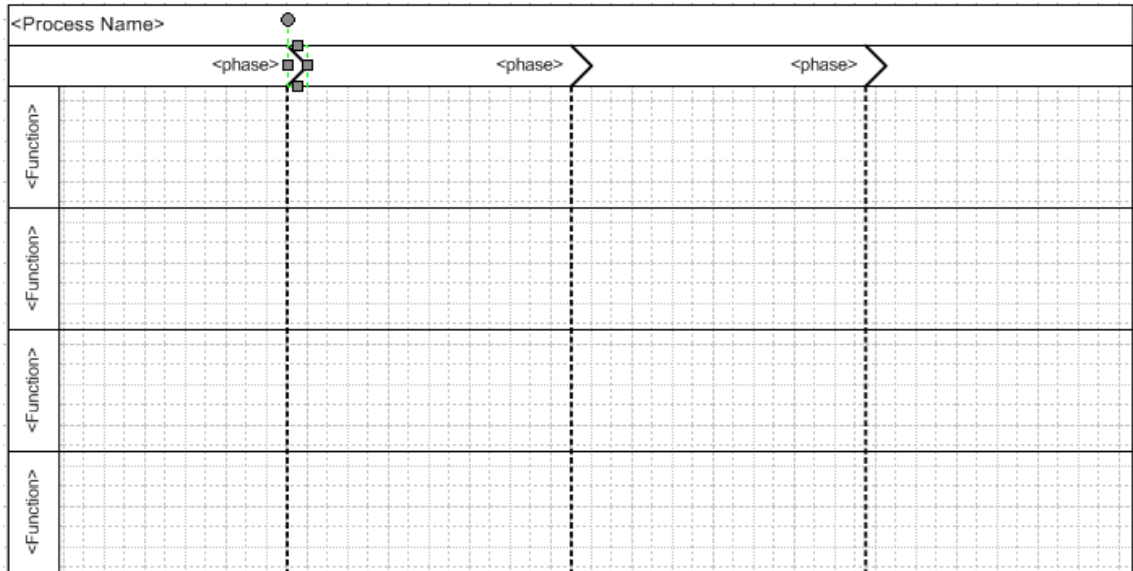 <Process Name>
<phase>
<phase>
<phase>
<Function>
<Function>
<Function>
<Function>